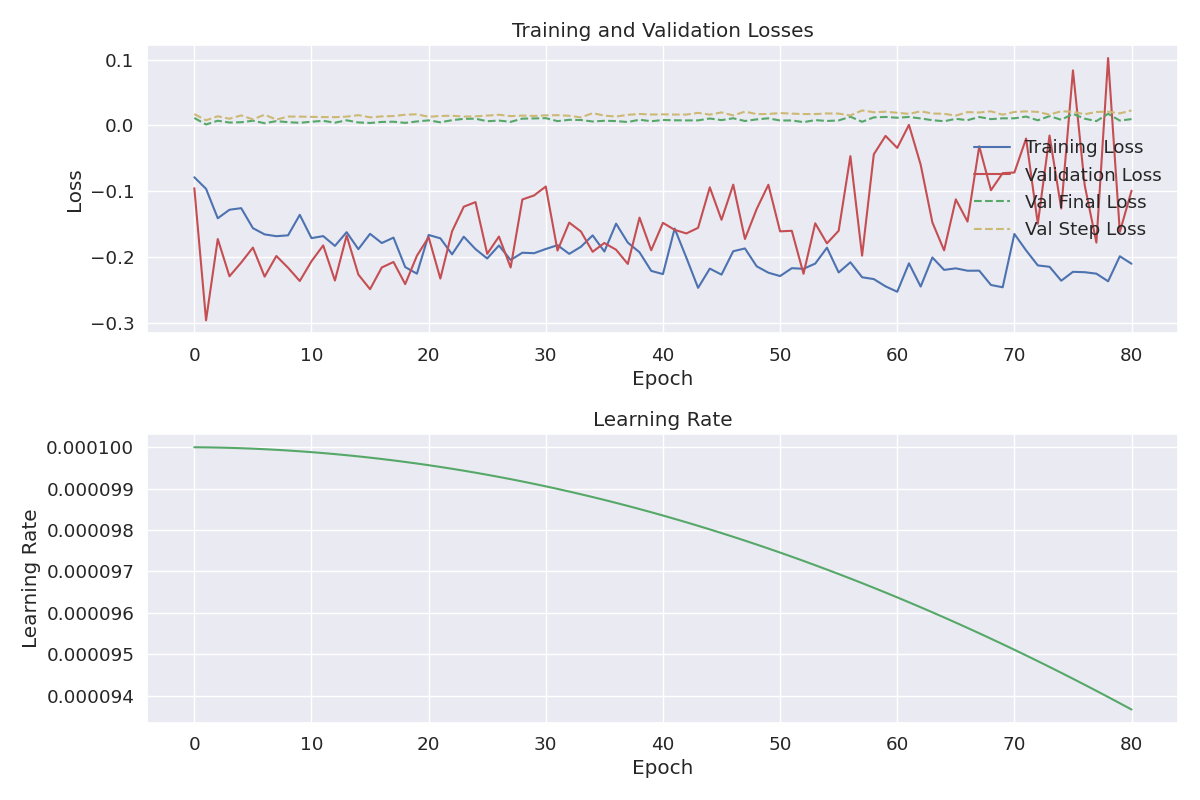 Training and Validation Losses
0.1
0.0
−0.1
−0.2
−0.3
Loss
Training Loss
Validation Loss
Val Final Loss
Val Step Loss
0 10 20 30 40 50 60 70 80
Epoch
Learning Rate
0.000100
0.000099
0.000098
0.000097
0.000096
0.000095
0.000094
Learning Rate
0 10 20 30 40 50 60 70 80
Epoch